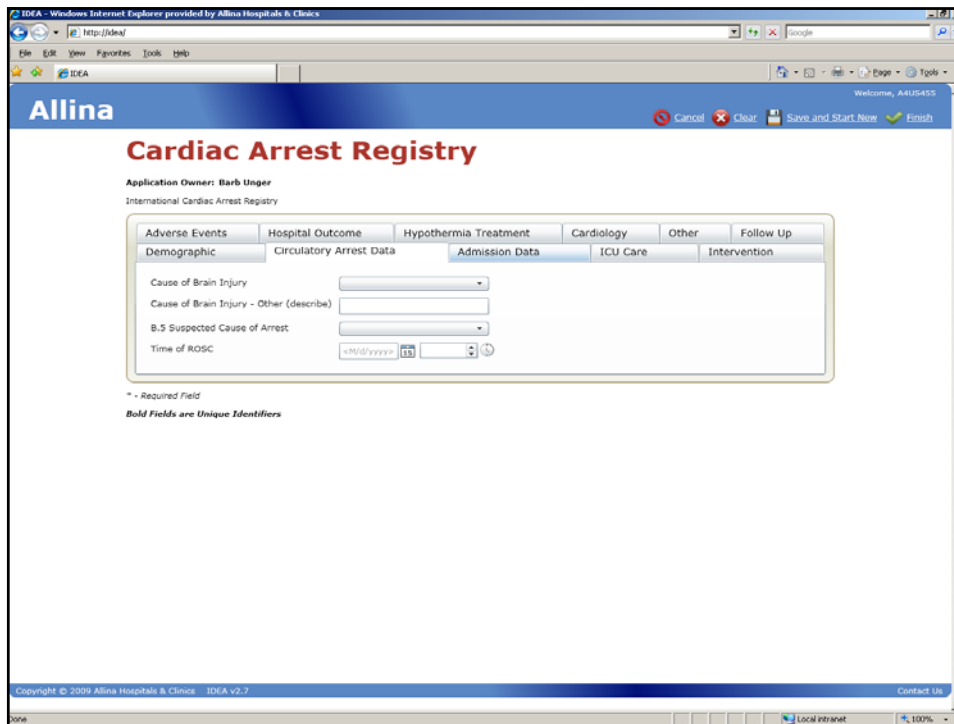 IDEA - Windows Internet Explorer provided by Allina Hospitals & Clinics
http://idea/
Google
File Edit View Favorites Tools Help
IDEA
Page Tools
Welcome, A4US455
Allina
Cancel Clear Save and Start New Finish
Cardiac Arrest Registry
Application Owner: Barb Unger
International Cardiac Arrest Registry
Adverse Events Hospital Outcome Hypothermia Treatment Cardiology Other Follow Up
Demographic Circulatory Arrest Data Admission Data ICU Care Intervention
Cause of Brain Injury
Cause of Brain Injury - Other (describe)
B.5 Suspected Cause of Arrest
Time of ROSC <M/d/yyyy> 15
* - Required Field
Bold Fields are Unique Identifiers
Copyright © 2009 Allina Hospitals & Clinics IDEA v2.7 Contact Us
Done Local intranet 100%